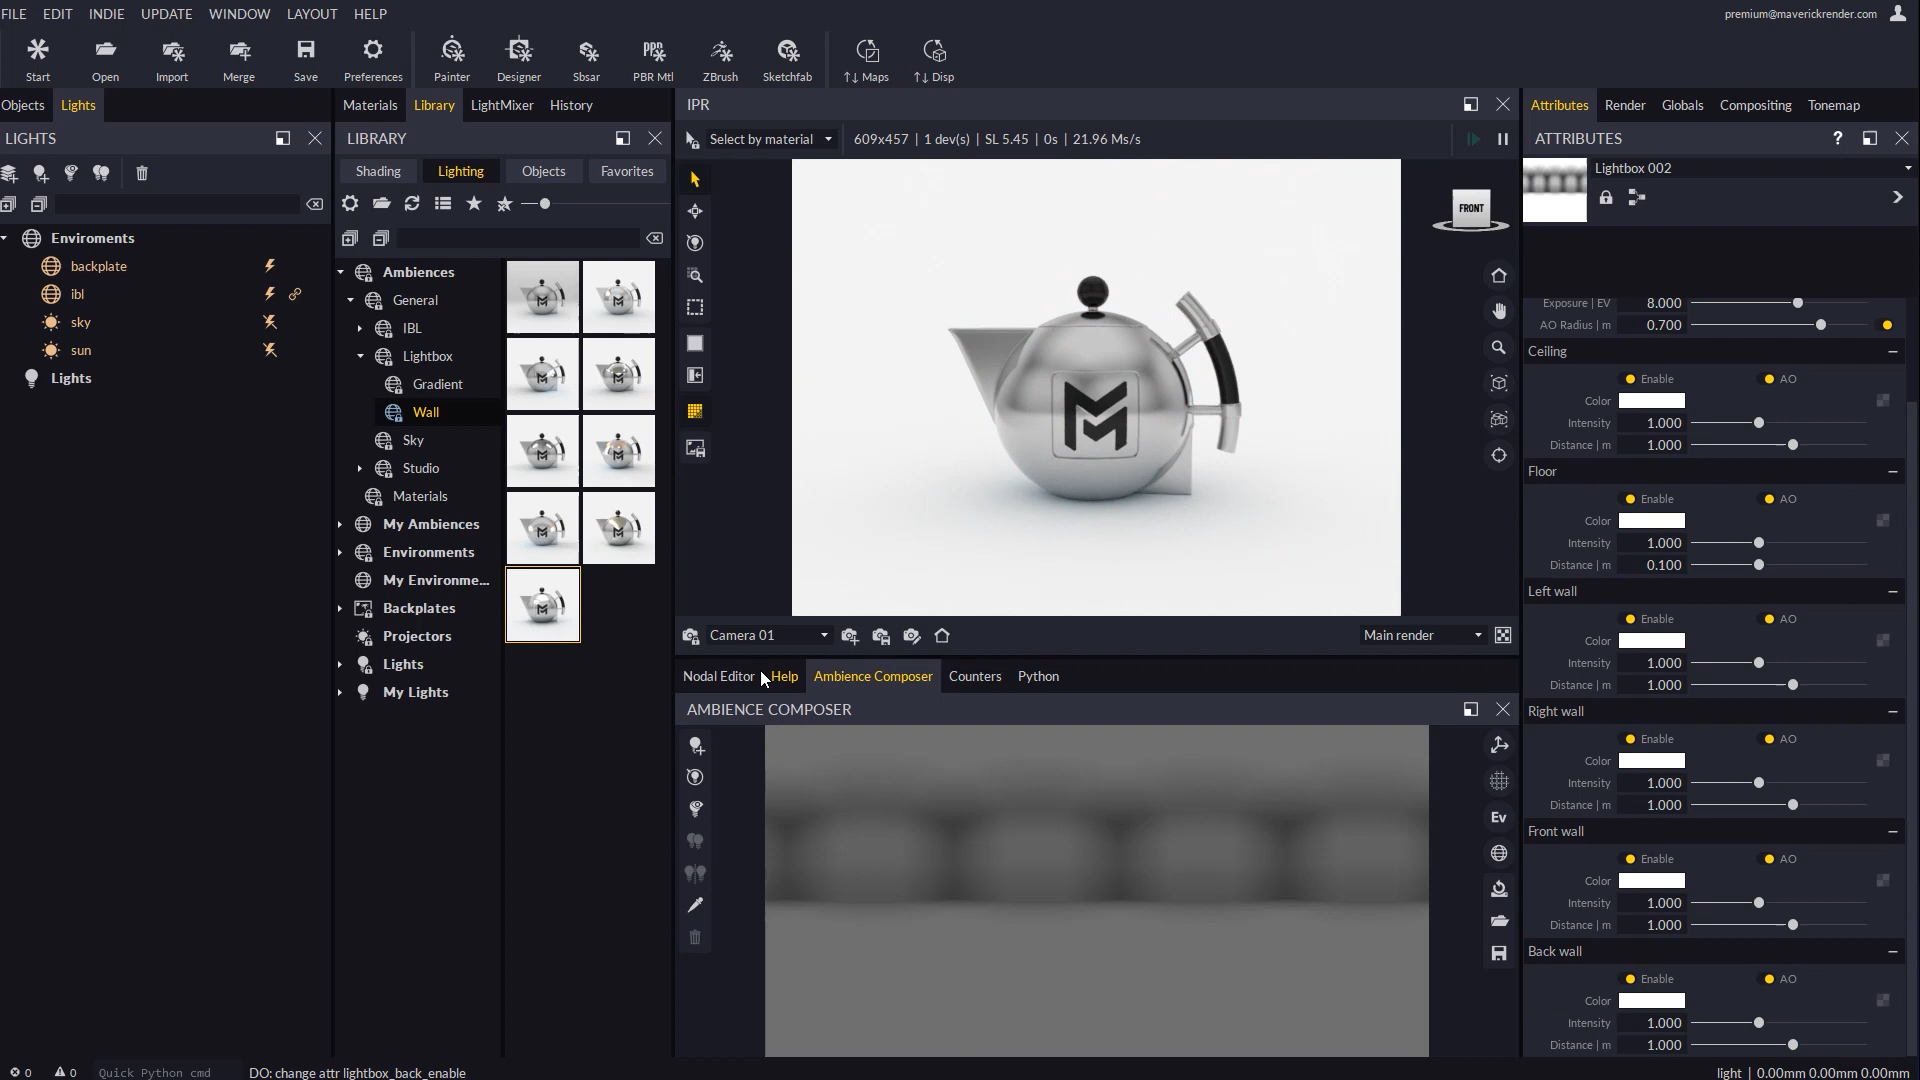 FILE EDIT INDIE UPDATE WINDOW LAYOUT HELP
premium@maverickrender.com
Start Open Import Merge Save Preferences Painter Designer Sbsar PBR Mtl ZBrush Sketchfab ↑↓ Maps ↑↓ Disp
PBR
Objects Lights
LIGHTS
Enviroments
backplate
ibl
sky
sun
Lights
Materials Library LightMixer History
LIBRARY
Shading Lighting Objects Favorites
Ambiences
General
IBL
Lightbox
Gradient
Wall
Sky
Studio
Materials
My Ambiences
Environments
My Environme...
Backplates
Projectors
Lights
My Lights
IPR
Select by material 609x457 | 1 dev(s) | SL 5.45 | 0s | 21.96 Ms/s
FRONT
M
Camera 01
Main render
Nodal Editor Help Ambience Composer Counters Python
AMBIENCE COMPOSER
Ev
Attributes Render Globals Compositing Tonemap
ATTRIBUTES
?
Lightbox 002
Exposure | EV 8.000
AO Radius | m 0.700
Ceiling
Enable AO
Color
Intensity 1.000
Distance | m 1.000
Floor
Enable AO
Color
Intensity 1.000
Distance | m 0.100
Left wall
Enable AO
Color
Intensity 1.000
Distance | m 1.000
Right wall
Enable AO
Color
Intensity 1.000
Distance | m 1.000
Front wall
Enable AO
Color
Intensity 1.000
Distance | m 1.000
Back wall
Enable AO
Color
Intensity 1.000
Distance | m 1.000
0 0 Quick Python cmd DO: change attr lightbox_back_enable
light | 0.00mm 0.00mm 0.00mm